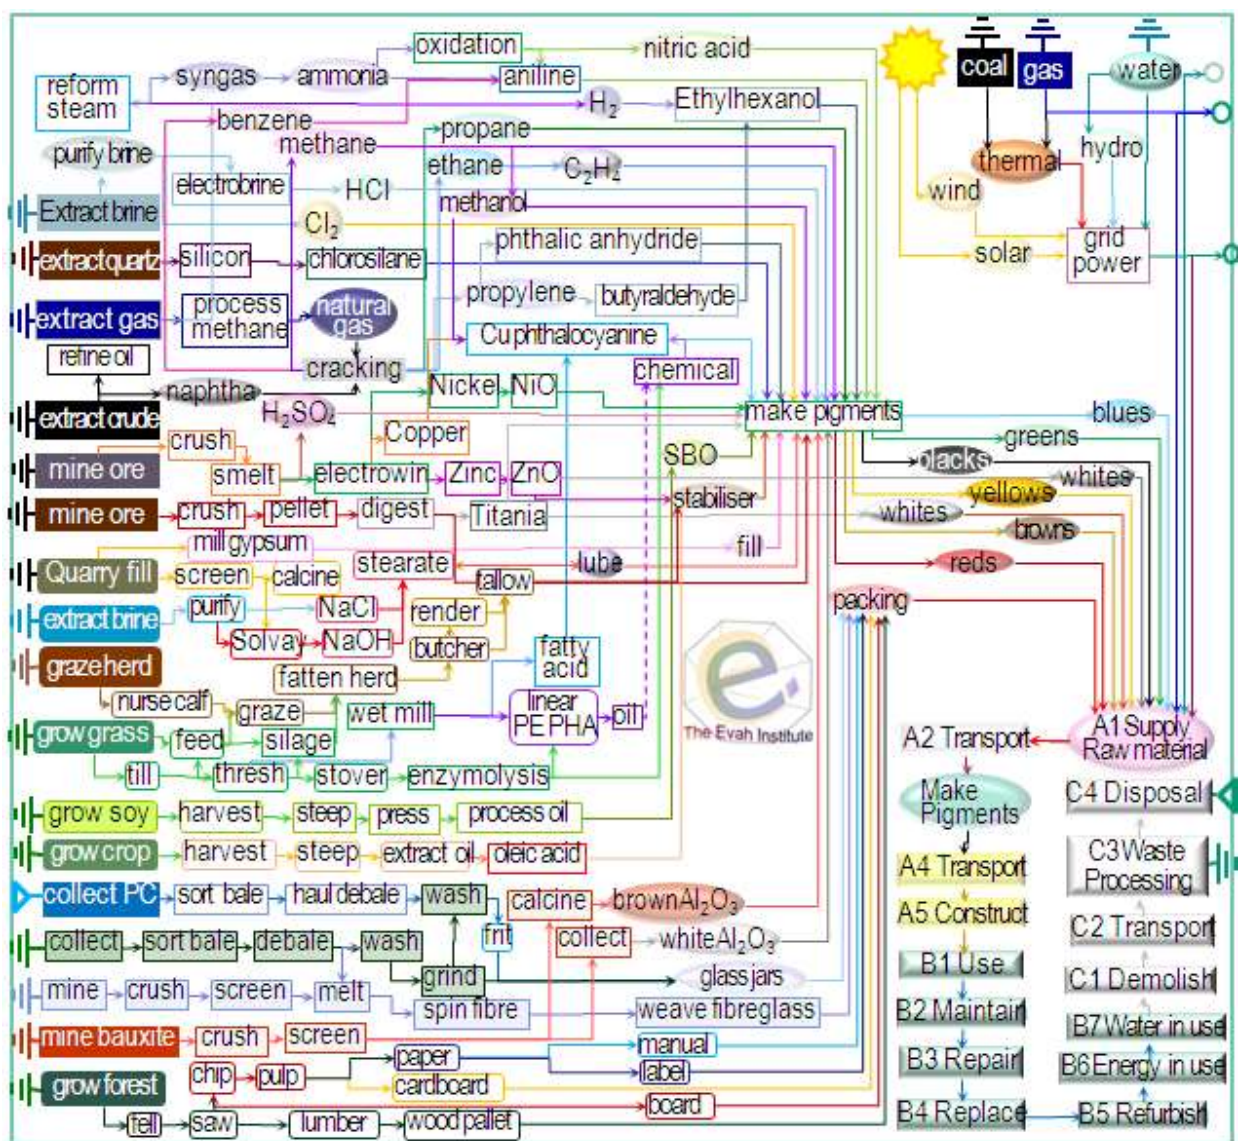 oxidation
nitric acid
coal
gas
water
reform
steam
syngas
ammonia
aniline
H₂
Ethylhexanol
benzene
propane
purify brine
methane
ethane
C₂H₄
thermal
hydro
electrobrine
HCl
methanol
wind
Extract brine
Cl₂
phthalic anhydride
solar
grid
power
extract quartz
silicon
chlorosilane
propylene
butyraldehyde
extract gas
process
methane
natural
gas
Cu phthalocyanine
refine oil
cracking
chemical
naphtha
Nickel
NiO
extract crude
H₂SO₄
Copper
make pigments
blues
greens
crush
SBO
blacks
mine ore
smelt
electrowin
Zinc
ZnO
stabiliser
whites
yellows
mine ore
crush
pellet
digest
Titania
whites
browns
mill gypsum
fill
Quarry fill
screen
calcine
stearate
lube
reds
tallow
extract brine
purify
NaCl
render
packing
Solvay
NaOH
butcher
fatty
acid
graze herd
fatten herd
nurse calf
graze
wet mill
linear
PE PHA
oil
e
The Evah Institute
A1 Supply
Raw material
A2 Transport
grow grass
feed
silage
till
thresh
stover
enzymolysis
Make
Pigments
C4 Disposal
grow soy
harvest
steep
press
process oil
grow crop
harvest
steep
extract oil
oleic acid
A4 Transport
C3 Waste
Processing
collect PC
sort bale
haul debale
wash
calcine
brown Al₂O₃
A5 Construct
C2 Transport
collect
sort bale
debale
wash
frit
collect
white Al₂O₃
grind
glass jars
B1 Use
C1 Demolish
mine
crush
screen
melt
spin fibre
weave fibreglass
B2 Maintain
B7 Water in use
mine bauxite
crush
screen
paper
manual
B3 Repair
B6 Energy in use
grow forest
chip
pulp
cardboard
label
board
B4 Replace
B5 Refurbish
fell
saw
lumber
wood pallet